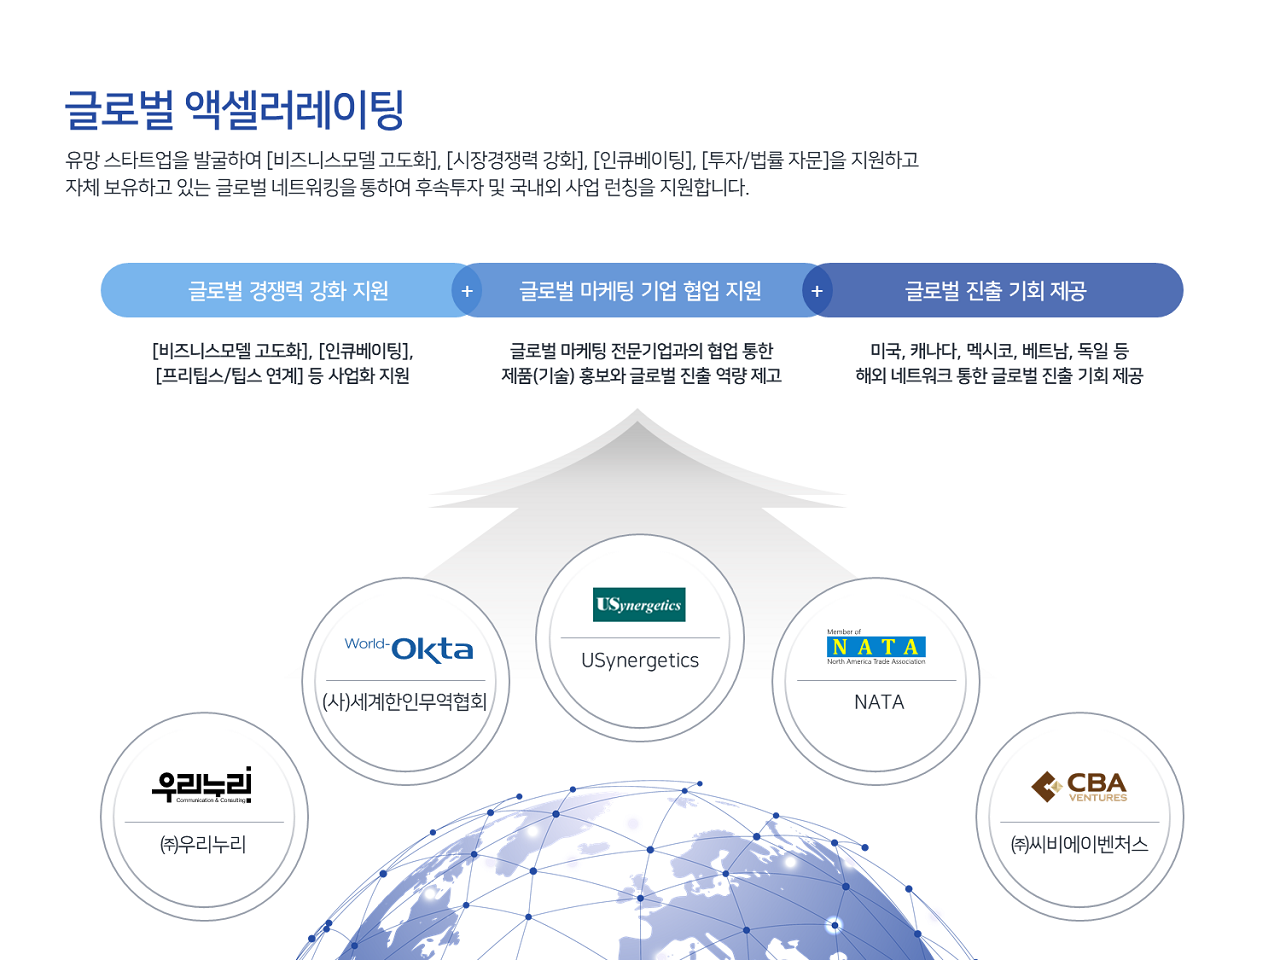 글로벌 액셀러레이팅
유망 스타트업을 발굴하여 [비즈니스모델 고도화], [시장경쟁력 강화], [인큐베이팅], [투자/법률 자문]을 지원하고
자체 보유하고 있는 글로벌 네트워킹을 통하여 후속투자 및 국내외 사업 런칭을 지원합니다.
글로벌 경쟁력 강화 지원 + 글로벌 마케팅 기업 협업 지원 + 글로벌 진출 기회 제공
[비즈니스모델 고도화], [인큐베이팅],
[프리팁스/팁스 연계] 등 사업화 지원
글로벌 마케팅 전문기업과의 협업 통한
제품(기술) 홍보와 글로벌 진출 역량 제고
미국, 캐나다, 멕시코, 베트남, 독일 등
해외 네트워크 통한 글로벌 진출 기회 제공
USynergetics
USynergetics
World-Okta
(사)세계한인무역협회
Member of
NATA
North America Trade Association
NATA
우리누리
Communication & Consulting
㈜우리누리
CBA
VENTURES
㈜씨비에이벤처스